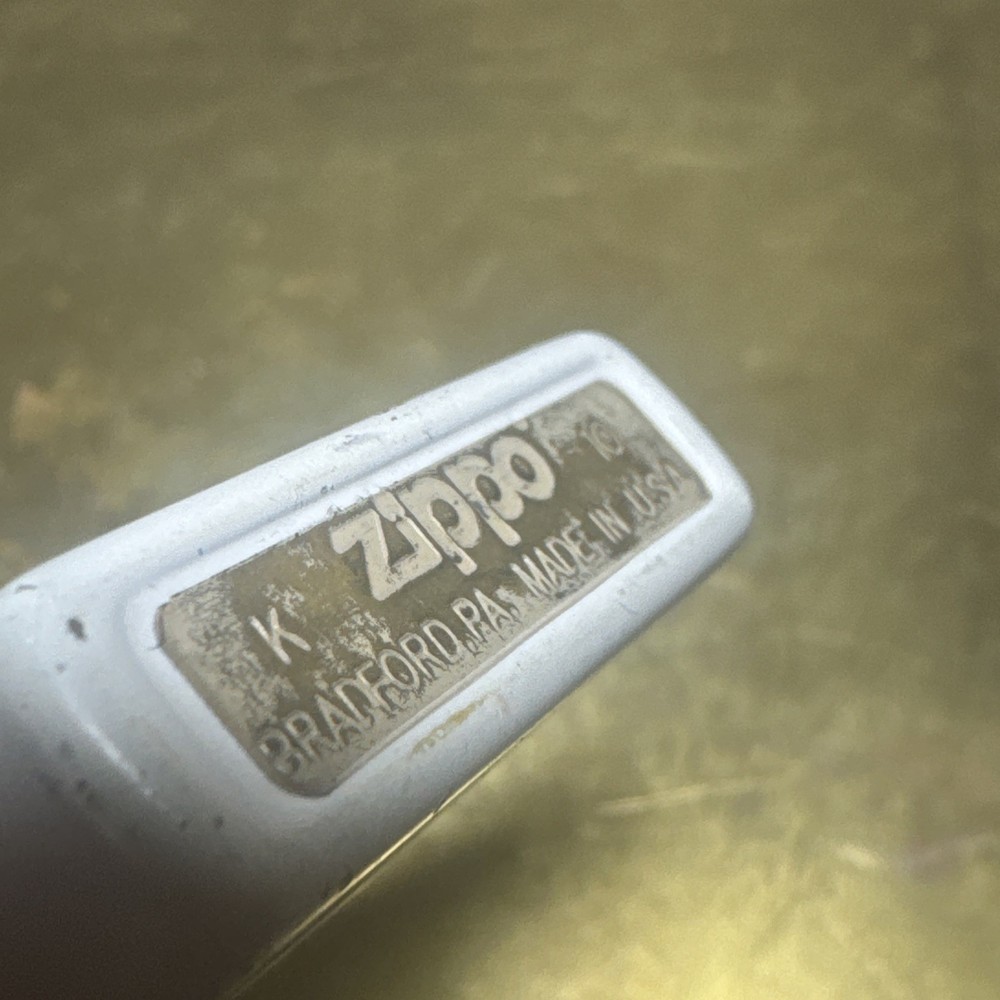 K zippo 10
BRADFORD, PA. MADE IN U.S.A